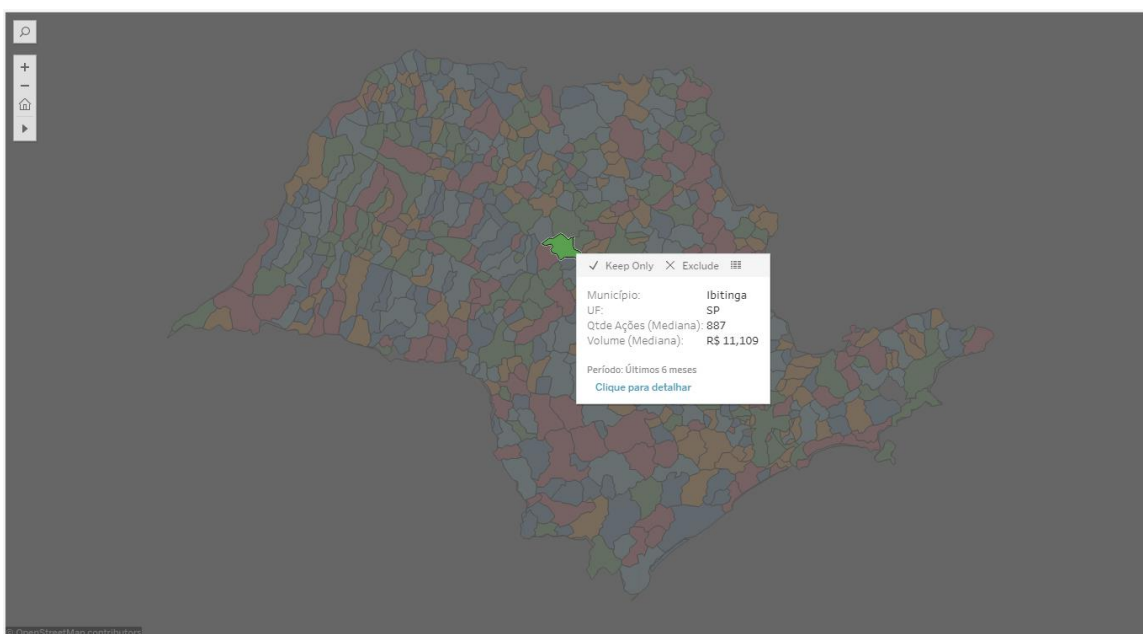 Keep Only Exclude
Município: Ibitinga
UF: SP
Qtde Ações (Mediana): 887
Volume (Mediana): R$ 11,109
Período: Últimos 6 meses
Clique para detalhar
© OpenStreetMap contributors